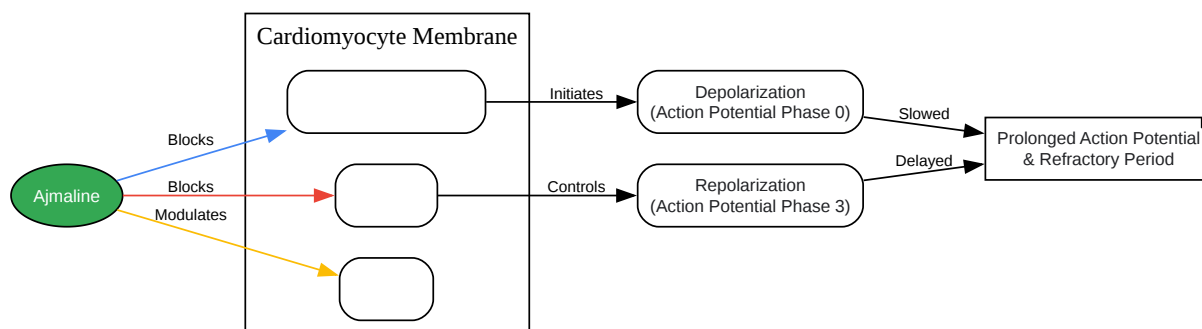 Cardiomyocyte Membrane
Blocks
Initiates
Depolarization
(Action Potential Phase 0)
Slowed
Prolonged Action Potential
& Refractory Period
Ajmaline
Blocks
Controls
Repolarization
(Action Potential Phase 3)
Delayed
Modulates